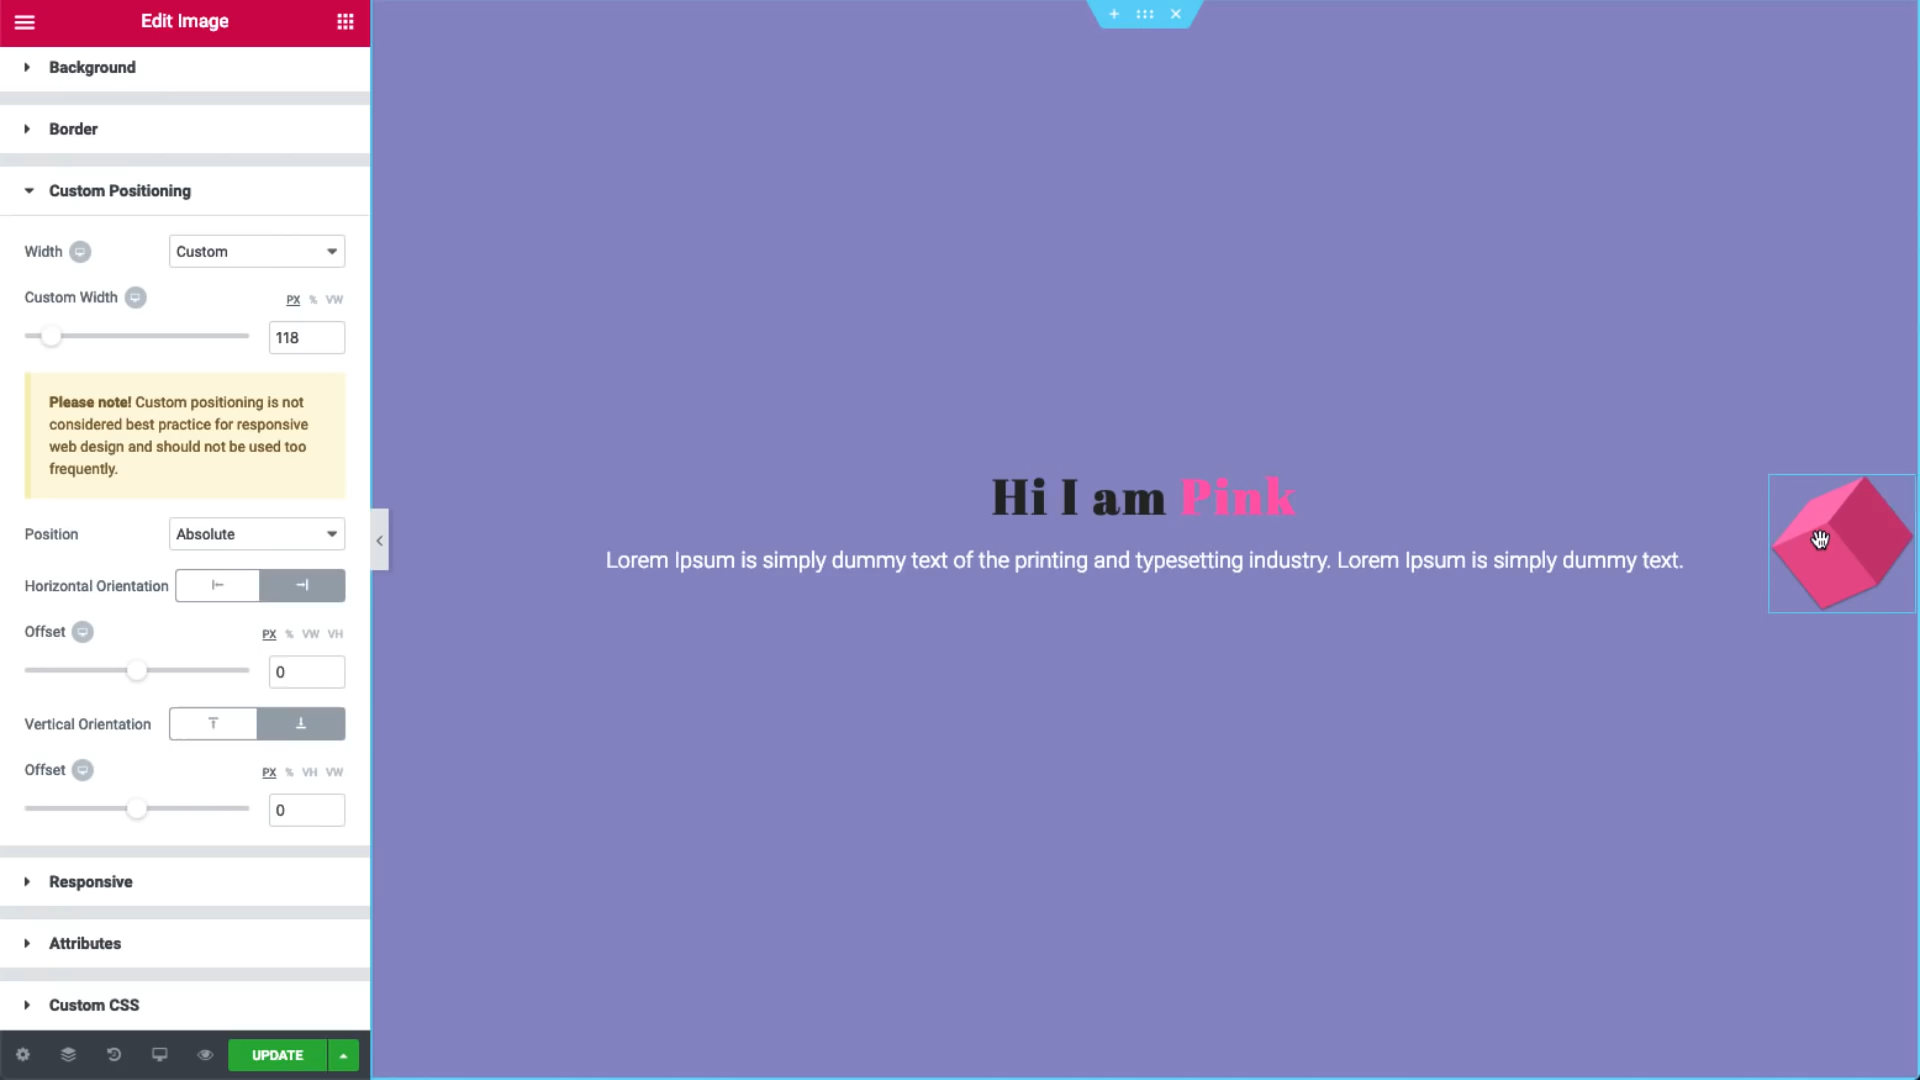 Edit Image
Background
Border
Custom Positioning
Width
Custom
Custom Width
PX % VW
118
Please note! Custom positioning is not
considered best practice for responsive
web design and should not be used too
frequently.
Position
Absolute
Horizontal Orientation
Offset
PX % VW VH
0
Vertical Orientation
Offset
PX % VH VW
0
Responsive
Attributes
Custom CSS
UPDATE
Hi I am Pink
Lorem Ipsum is simply dummy text of the printing and typesetting industry. Lorem Ipsum is simply dummy text.